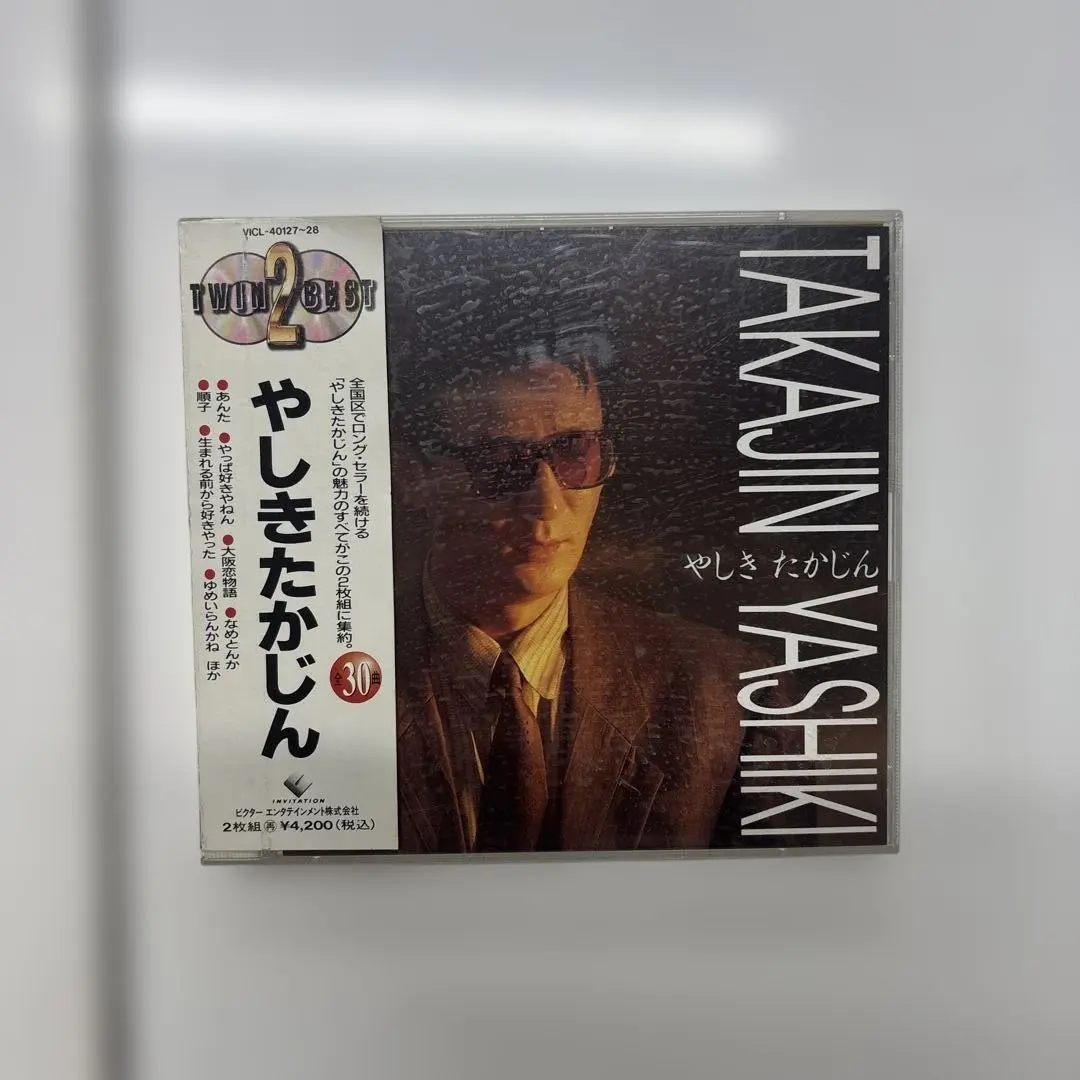 VICL-40127~28
TWIN 2 BEST
全国区でロング・セラーを続ける
「やしきたかじん」の魅力のすべてがこの2枚組に集約。
全30曲
やしきたかじん
●あんた ●やっぱ好きやねん ●大阪恋物語 ●なめとんか
●順子 ●生まれる前から好きやった ●ゆめいらんかね ほか
INVITATION
ビクター エンタテインメント株式会社
2枚組㊢¥4,200(税込)
TAKAJIN YASHIKI
やしき たかじん